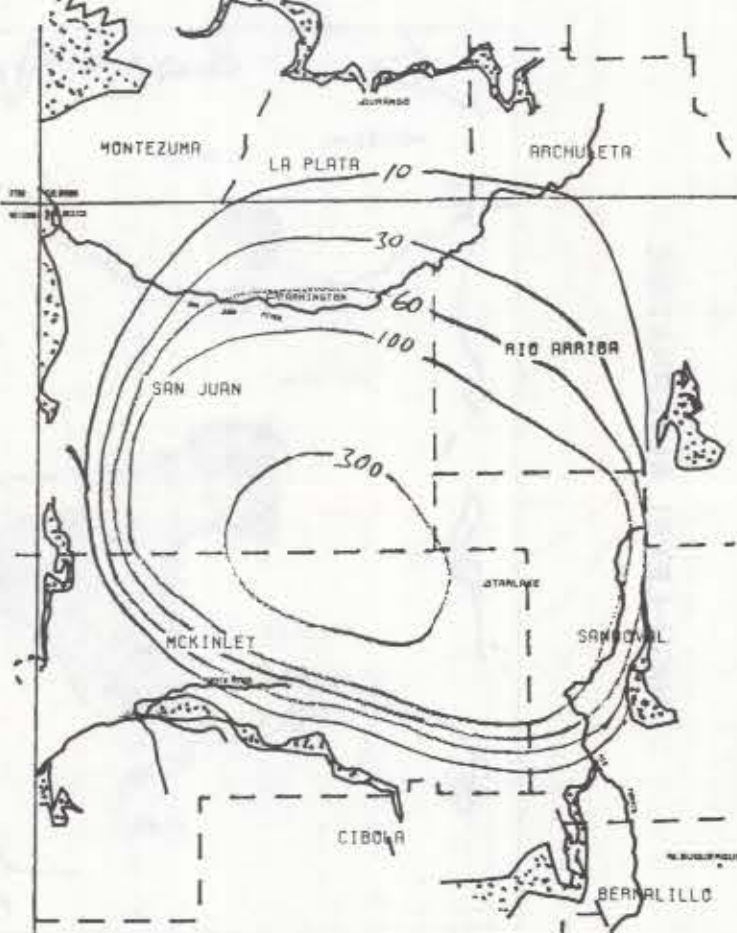 DURANGO
MONTEZUMA
LA PLATA
ARCHULETA
10
30
FARMINGTON
60
RIO ARRIBA
100
SAN JUAN
300
STARLAKE
MCKINLEY
SANDOVAL
CIBOLA
ALBUQUERQUE
BERNALILLO